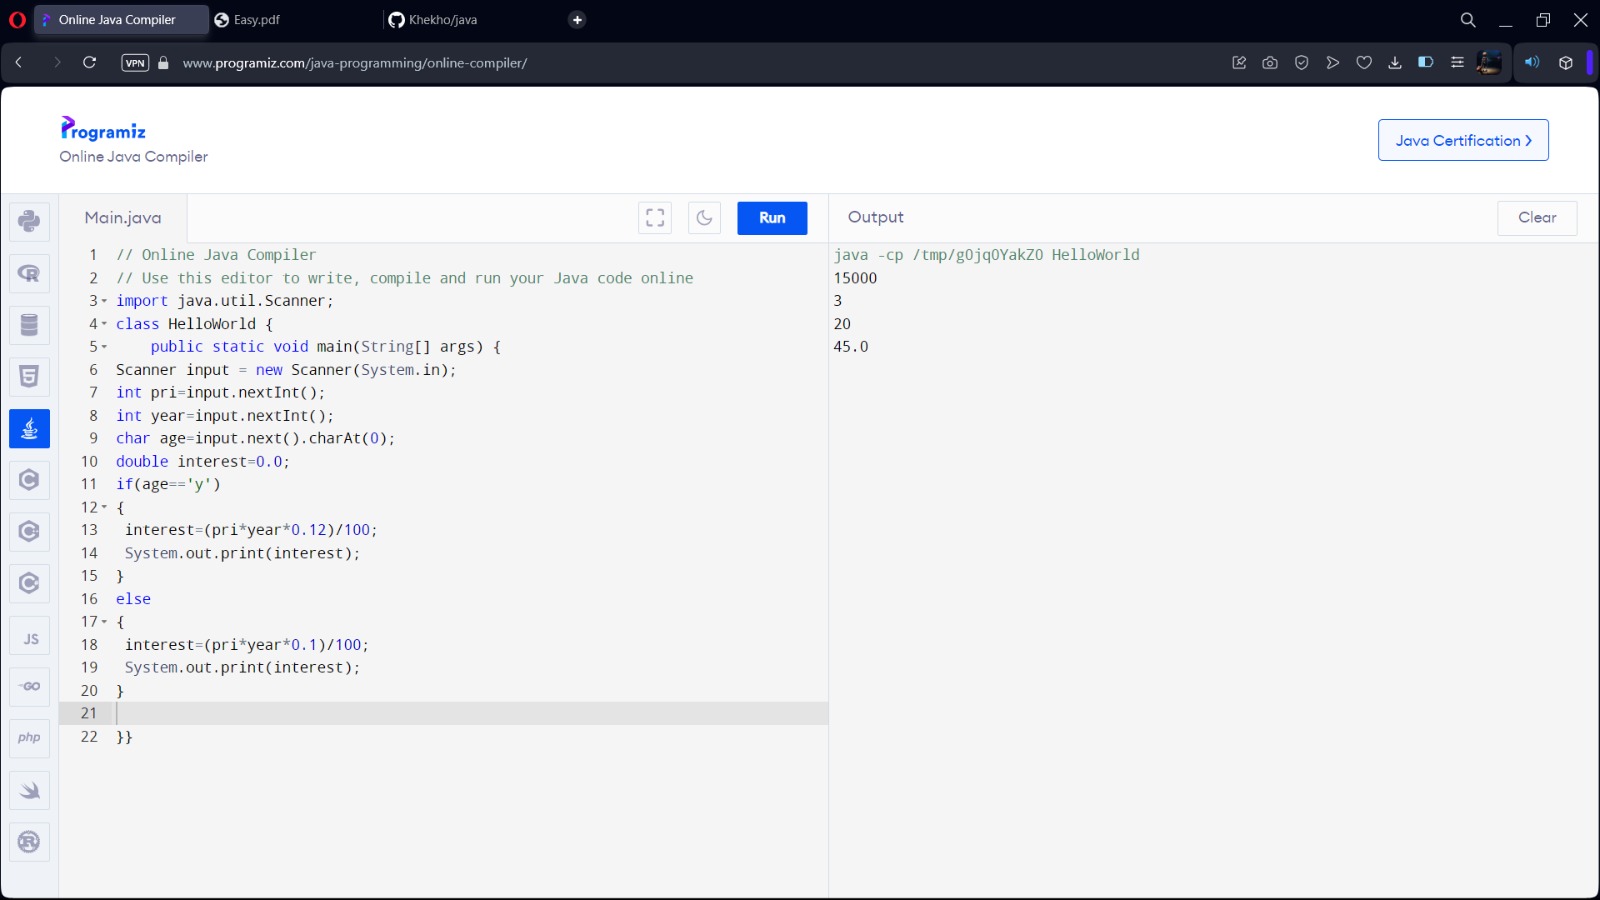 Online Java Compiler
Easy.pdf
Khekho/java
VPN
www.programiz.com/java-programming/online-compiler/
Programiz
Online Java Compiler
Java Certification
Main.java
Run
Output
Clear
1 // Online Java Compiler
2 // Use this editor to write, compile and run your Java code online
3 import java.util.Scanner;
4 class HelloWorld {
5     public static void main(String[] args) {
6 Scanner input = new Scanner(System.in);
7 int pri=input.nextInt();
8 int year=input.nextInt();
9 char age=input.next().charAt(0);
10 double interest=0.0;
11 if(age=='y')
12 {
13  interest=(pri*year*0.12)/100;
14  System.out.print(interest);
15 }
16 else
17 {
18  interest=(pri*year*0.1)/100;
19  System.out.print(interest);
20 }
21
22 }}
java -cp /tmp/g0jq0YakZ0 HelloWorld
15000
3
20
45.0
R
5
C
C
C
JS
GO
php
R